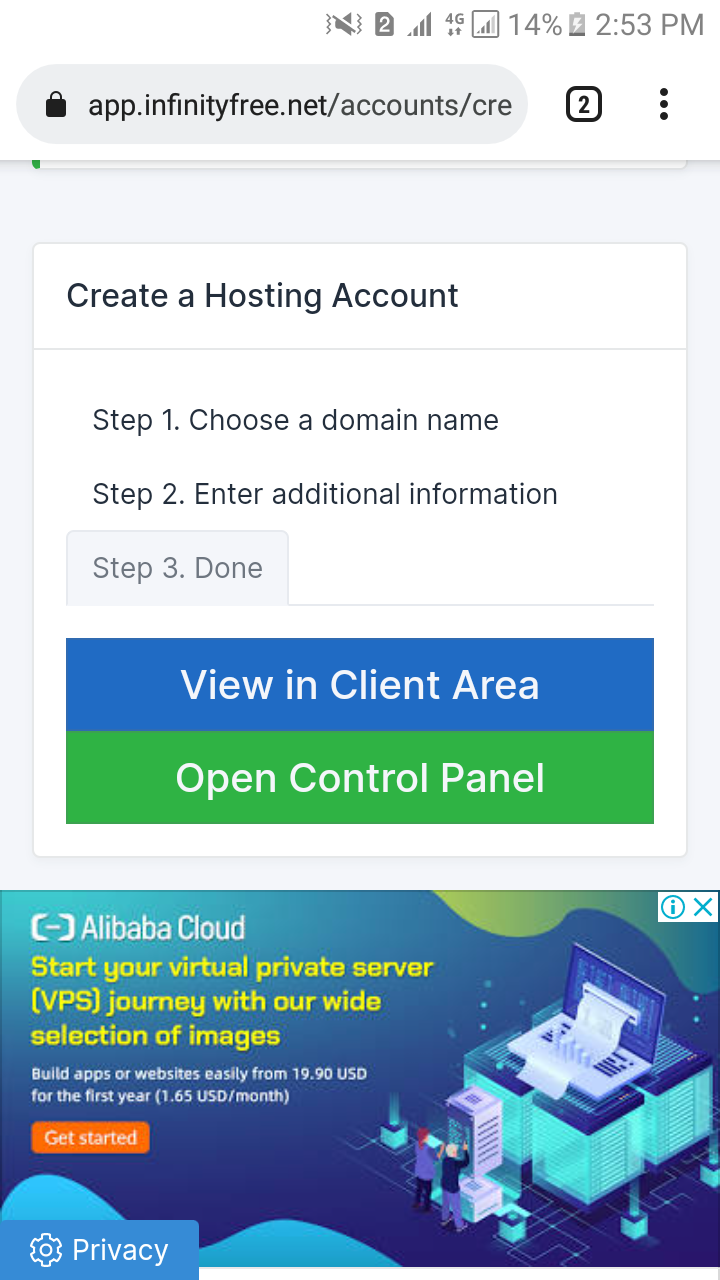 2 4G 14% 2:53 PM
app.infinityfree.net/accounts/cre 2
Create a Hosting Account
Step 1. Choose a domain name
Step 2. Enter additional information
Step 3. Done
View in Client Area
Open Control Panel
Alibaba Cloud
Start your virtual private server
(VPS) journey with our wide
selection of images
Build apps or websites easily from 19.90 USD
for the first year (1.65 USD/month)
Get started
Privacy